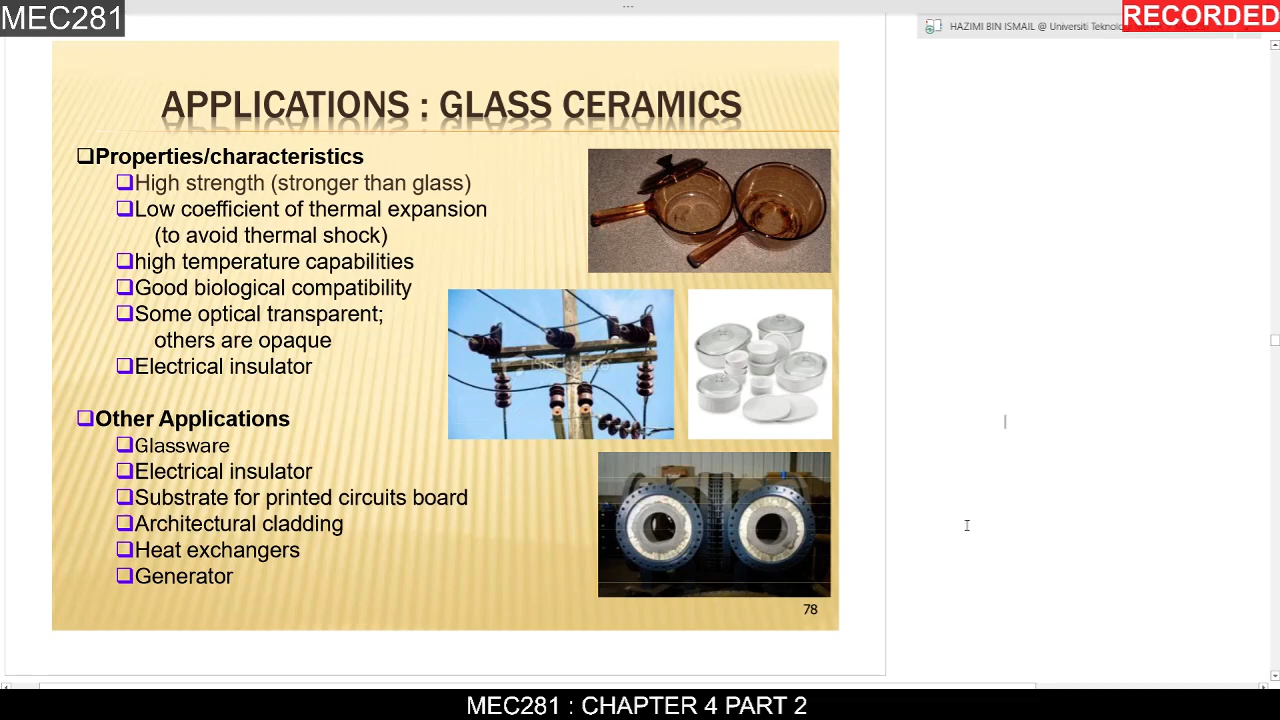 MEC281
RECORDED
HAZIMI BIN ISMAIL @ Universiti
APPLICATIONS : GLASS CERAMICS
Properties/characteristics
High strength (stronger than glass)
Low coefficient of thermal expansion
(to avoid thermal shock)
high temperature capabilities
Good biological compatibility
Some optical transparent;
others are opaque
Electrical insulator
Other Applications
Glassware
Electrical insulator
Substrate for printed circuits board
Architectural cladding
Heat exchangers
Generator
78
MEC281 : CHAPTER 4 PART 2